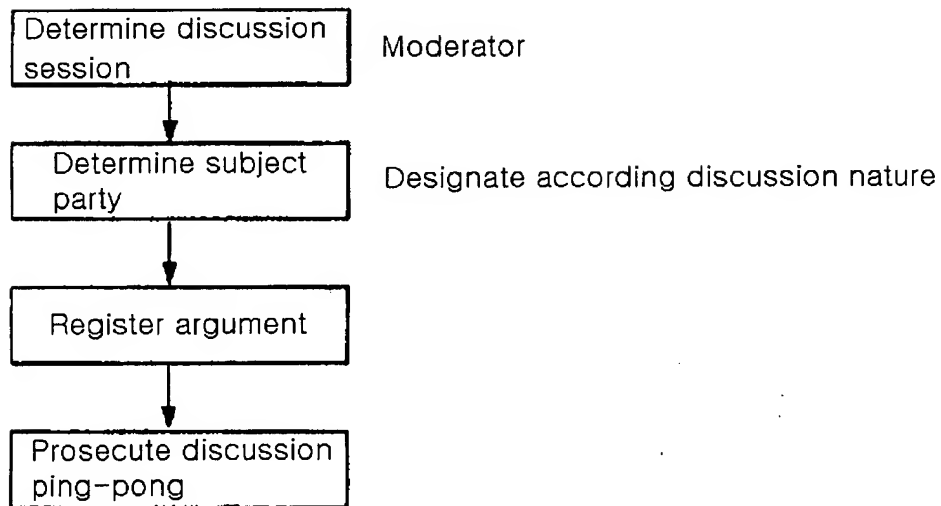 Determine discussion
session
Moderator
Determine subject
party
Designate according discussion nature
Register argument
Prosecute discussion
ping-pong